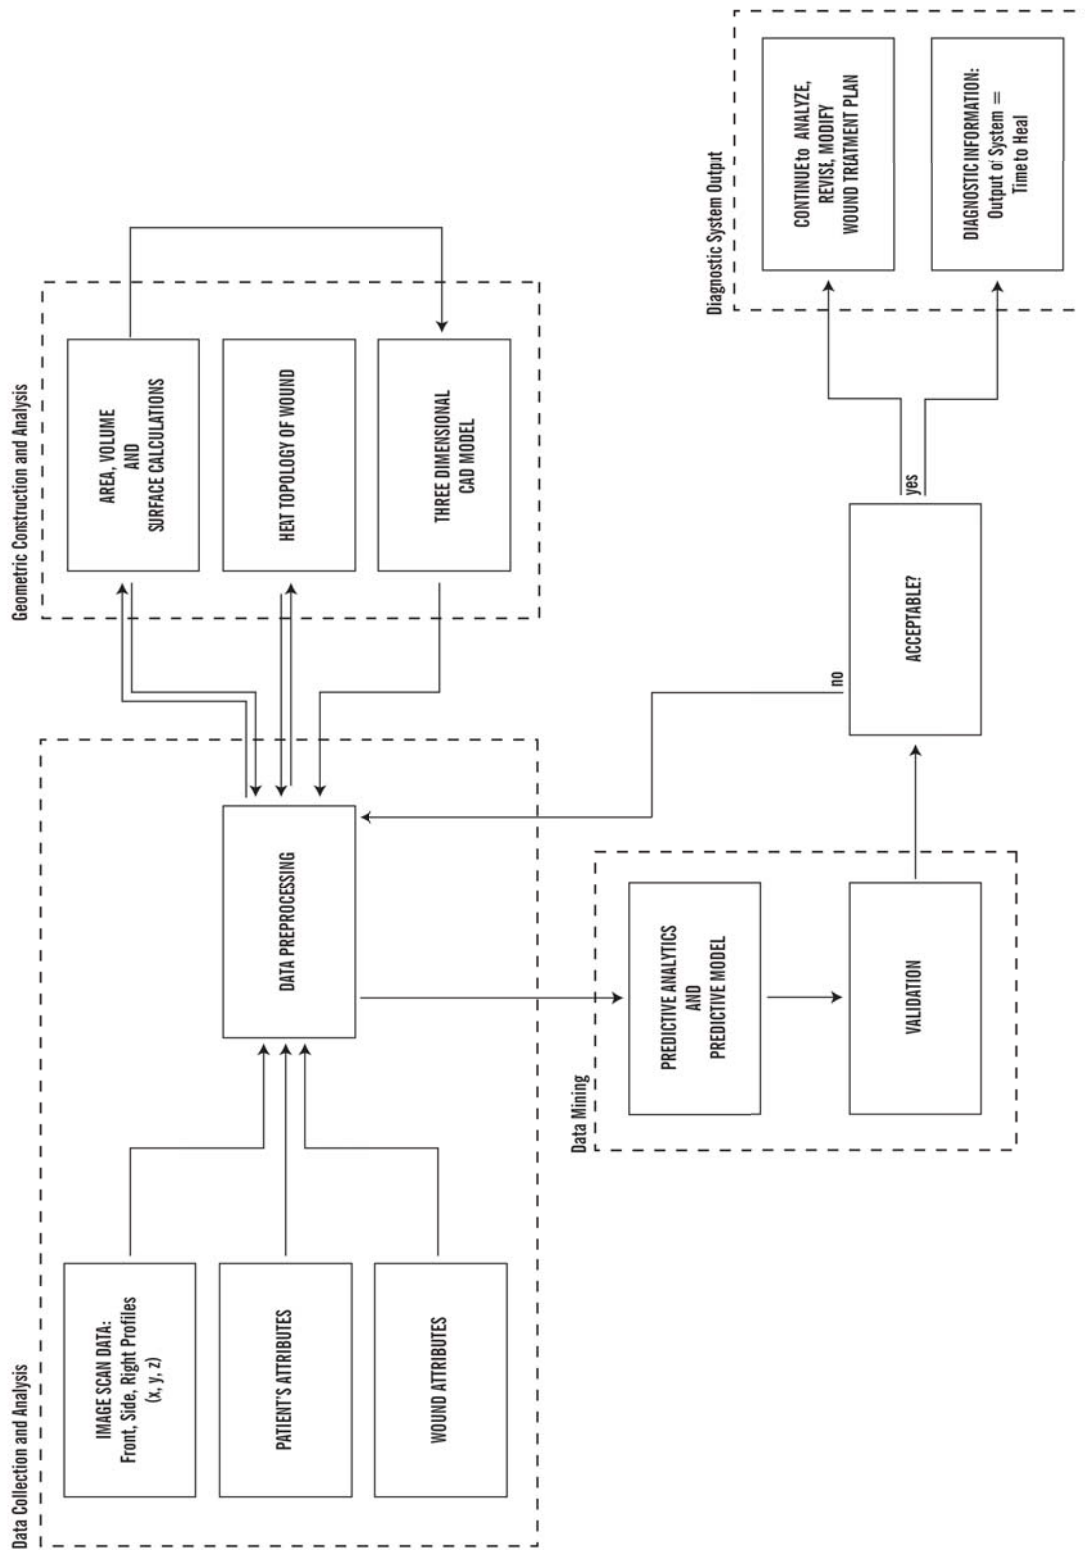 Data Collection and Analysis
IMAGE SCAN DATA:
Front, Side, Right Profiles
(x, y, z)
PATIENT'S ATTRIBUTES
WOUND ATTRIBUTES
DATA PREPROCESSING
Geometric Construction and Analysis
AREA, VOLUME
AND
SURFACE CALCULATIONS
HEAT TOPOLOGY OF WOUND
THREE DIMENSIONAL
CAD MODEL
Data Mining
PREDICTIVE ANALYTICS
AND
PREDICTIVE MODEL
VALIDATION
ACCEPTABLE?
no
yes
Diagnostic System Output
CONTINUE to ANALYZE,
REVISE, MODIFY
WOUND TREATMENT PLAN
DIAGNOSTIC INFORMATION:
Output of System =
Time to Heal